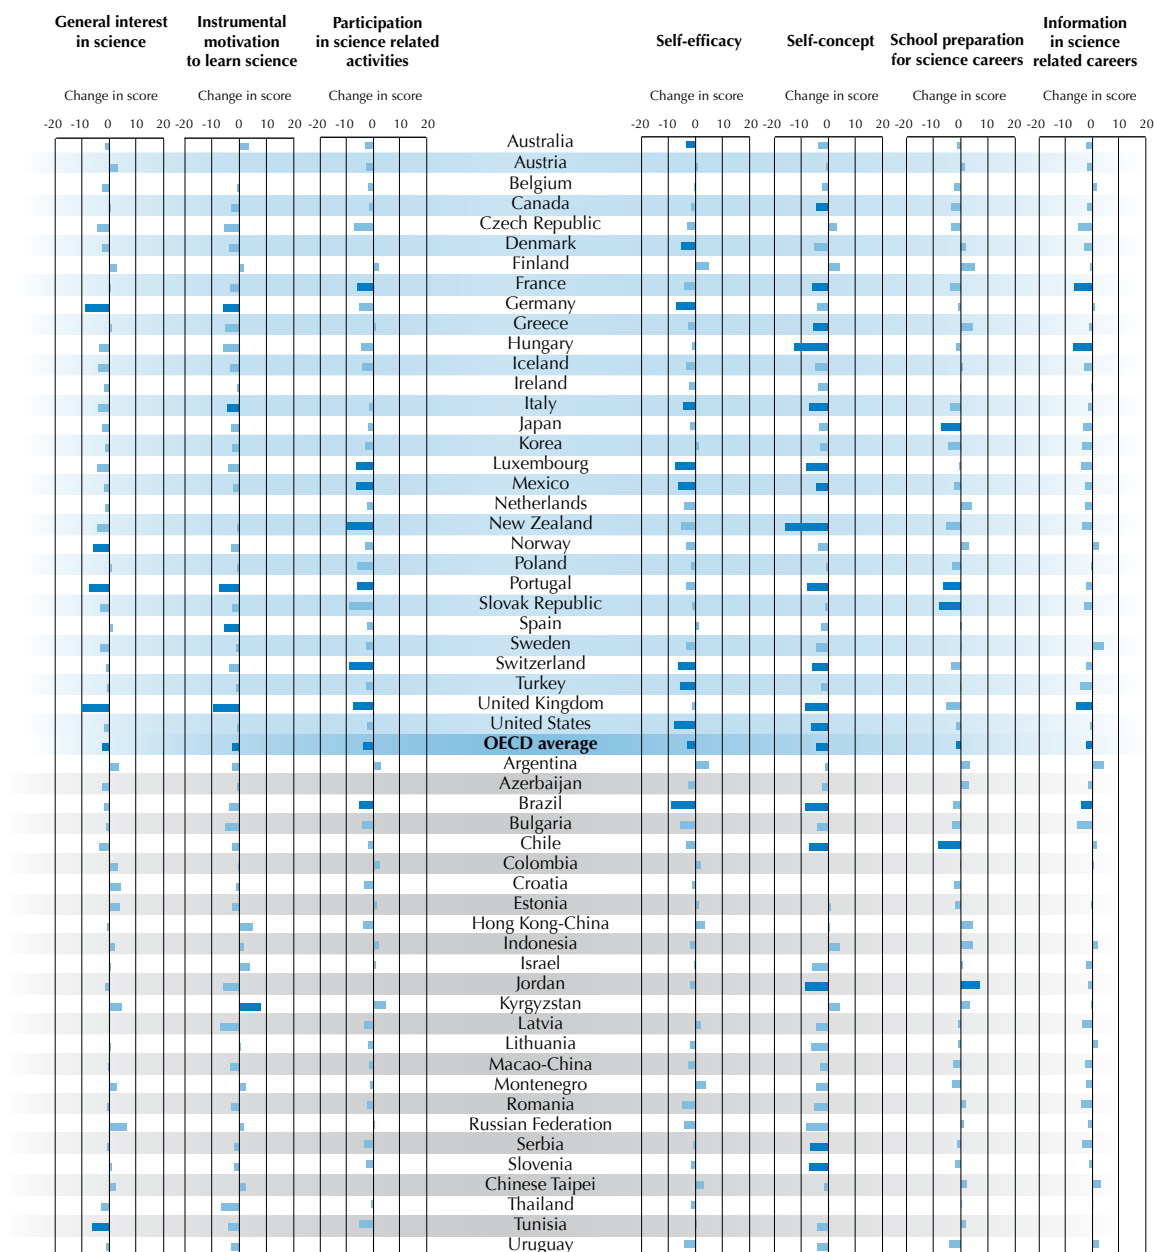 General interest
in science
Instrumental
motivation
to learn science
Participation
in science related
activities
Self-efficacy
Self-concept
School preparation
for science careers
Information
in science
related careers
Change in score
Change in score
Change in score
Change in score
Change in score
Change in score
Change in score
-20 -10 0 10 20
-20 -10 0 10 20
-20 -10 0 10 20
-20 -10 0 10 20
-20 -10 0 10 20
-20 -10 0 10 20
-20 -10 0 10 20
Australia
Austria
Belgium
Canada
Czech Republic
Denmark
Finland
France
Germany
Greece
Hungary
Iceland
Ireland
Italy
Japan
Korea
Luxembourg
Mexico
Netherlands
New Zealand
Norway
Poland
Portugal
Slovak Republic
Spain
Sweden
Switzerland
Turkey
United Kingdom
United States
OECD average
Argentina
Azerbaijan
Brazil
Bulgaria
Chile
Colombia
Croatia
Estonia
Hong Kong-China
Indonesia
Israel
Jordan
Kyrgyzstan
Latvia
Lithuania
Macao-China
Montenegro
Romania
Russian Federation
Serbia
Slovenia
Chinese Taipei
Thailand
Tunisia
Uruguay